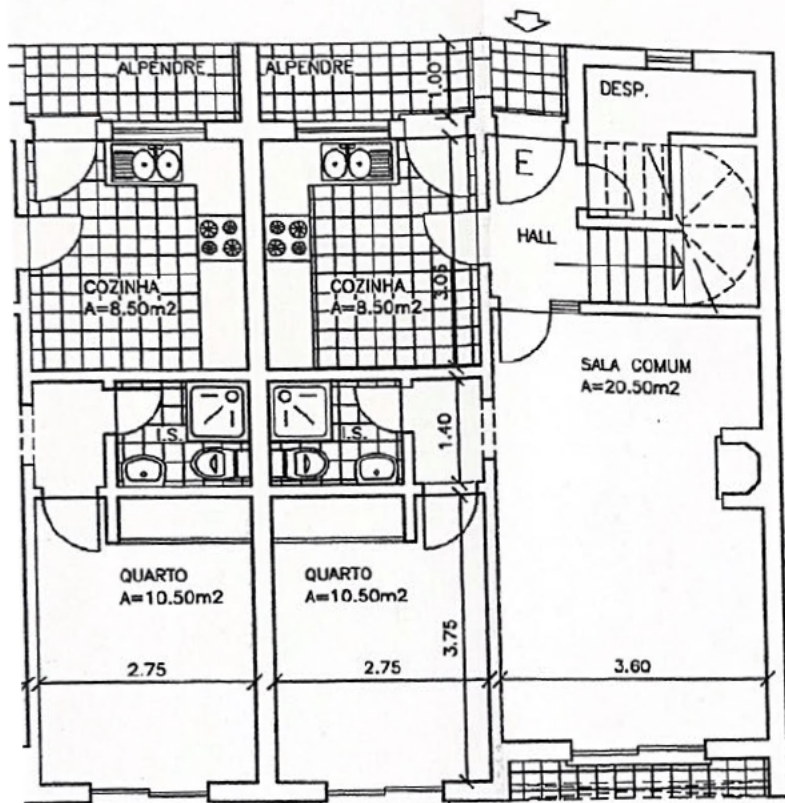 ALPENDRE
ALPENDRE
1.00
DESP.
E
HALL
COZINHA
A=8.50m2
COZINHA
A=8.50m2
3.05
SALA COMUM
A=20.50m2
I.S.
I.S.
1.40
QUARTO
A=10.50m2
QUARTO
A=10.50m2
3.75
2.75
2.75
3.60